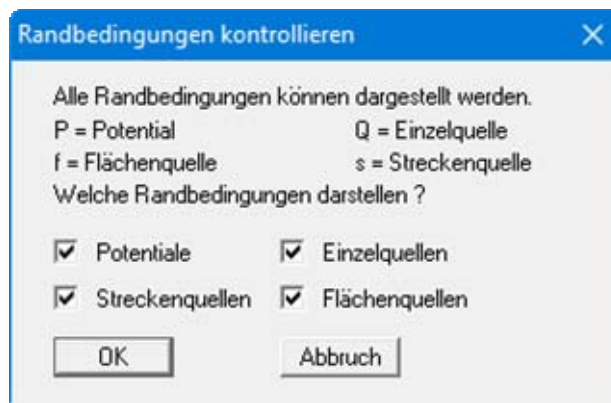 Randbedingungen kontrollieren
Alle Randbedingungen können dargestellt werden.
P = Potential Q = Einzelquelle
f = Flächenquelle s = Streckenquelle
Welche Randbedingungen darstellen ?
Potentiale Einzelquellen
Streckenquellen Flächenquellen
OK Abbruch